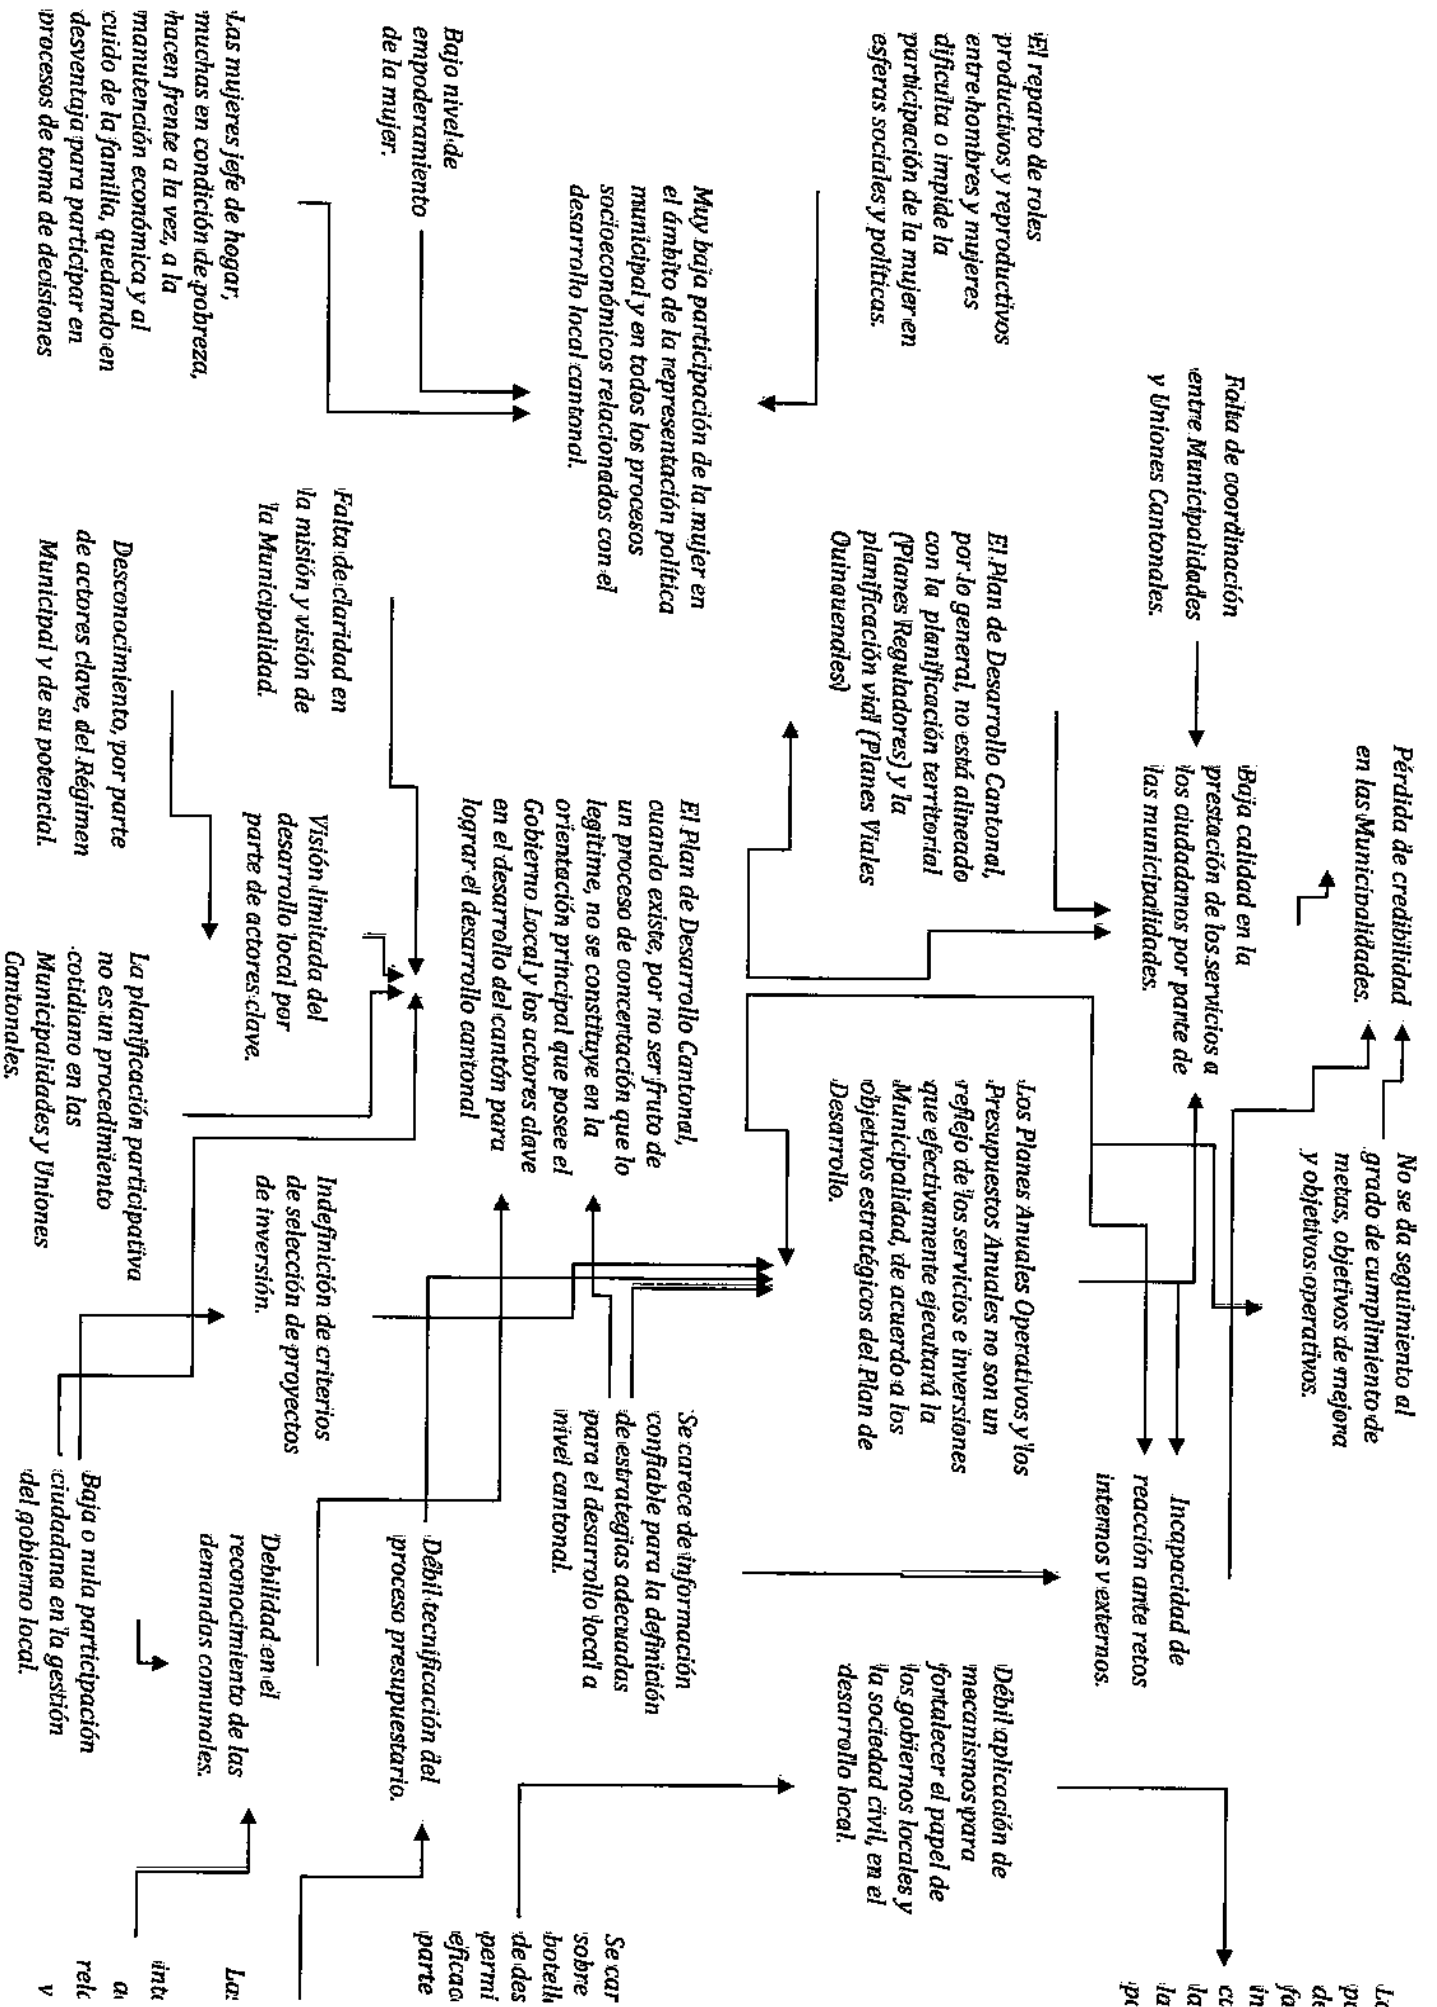 Pérdida de credibilidad
en las Municipalidades.
No se da seguimiento al
grado de cumplimiento de
metas, objetivos de mejora
y objetivos operativos.
Falta de coordinación
entre Municipalidades
y Uniones Cantonales.
Baja calidad en la
prestación de los servicios a
los ciudadanos por parte de
las municipalidades.
Incapacidad de
reacción ante retos
internos y externos.
El reparto de roles
productivos y reproductivos
entre hombres y mujeres
dificulta o impide la
participación de la mujer en
esferas sociales y políticas.
El Plan de Desarrollo Cantonal,
por lo general, no está alineado
con la planificación territorial
(Planes Reguladores) y la
planificación vial (Planes Viales
Quinquenales)
Los Planes Anuales Operativos y los
Presupuestos Anuales no son un
reflejo de los servicios e inversiones
que efectivamente ejecutará la
Municipalidad, de acuerdo a los
objetivos estratégicos del Plan de
Desarrollo.
Débil aplicación de
mecanismos para
fortalecer el papel de
los gobiernos locales y
la sociedad civil, en el
desarrollo local.
Muy baja participación de la mujer en
el ámbito de la representación política
municipal y en todos los procesos
socioeconómicos relacionados con el
desarrollo local cantonal.
El Plan de Desarrollo Cantonal,
cuando existe, por no ser fruto de
un proceso de concertación que lo
legitime, no se constituye en la
orientación principal que posee el
Gobierno Local y los actores clave
en el desarrollo del cantón para
lograr el desarrollo cantonal
Se carece de información
confiable para la definición
de estrategias adecuadas
para el desarrollo local a
nivel cantonal.
Se car
sobre
botell
de des
permi
eficac
parte
Bajo nivel de
empoderamiento
de la mujer.
Débil tecnificación del
proceso presupuestario.
Falta de claridad en
la misión y visión de
la Municipalidad.
Visión limitada del
desarrollo local por
parte de actores clave.
Indefinición de criterios
de selección de proyectos
de inversión.
Debilidad en el
reconocimiento de las
demandas comunales.
Las mujeres jefe de hogar,
muchas en condición de pobreza,
hacen frente a la vez, a la
manutención económica y al
cuido de la familia, quedando en
desventaja para participar en
procesos de toma de decisiones
Desconocimiento, por parte
de actores clave, del Régimen
Municipal y de su potencial.
La planificación participativa
no es un procedimiento
cotidiano en las
Municipalidades y Uniones
Cantonales.
Baja o nula participación
ciudadana en la gestión
del gobierno local.
Las
inte
rela